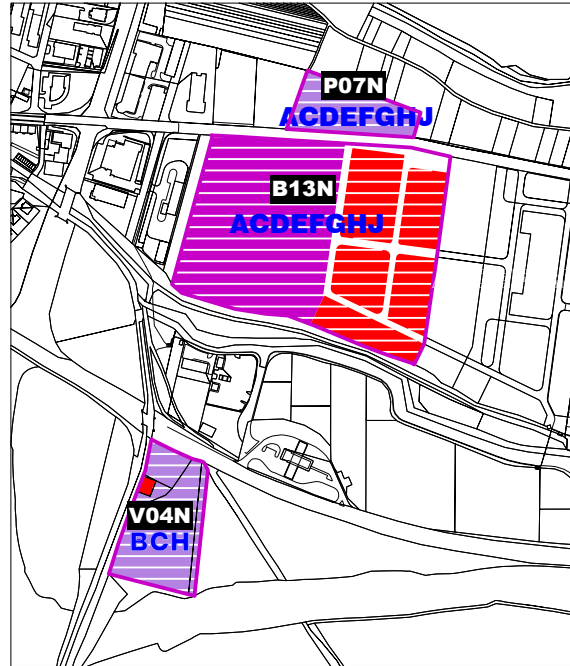 P07N
ACDEFGHJ
B13N
ACDEFGHJ
V04N
BCH